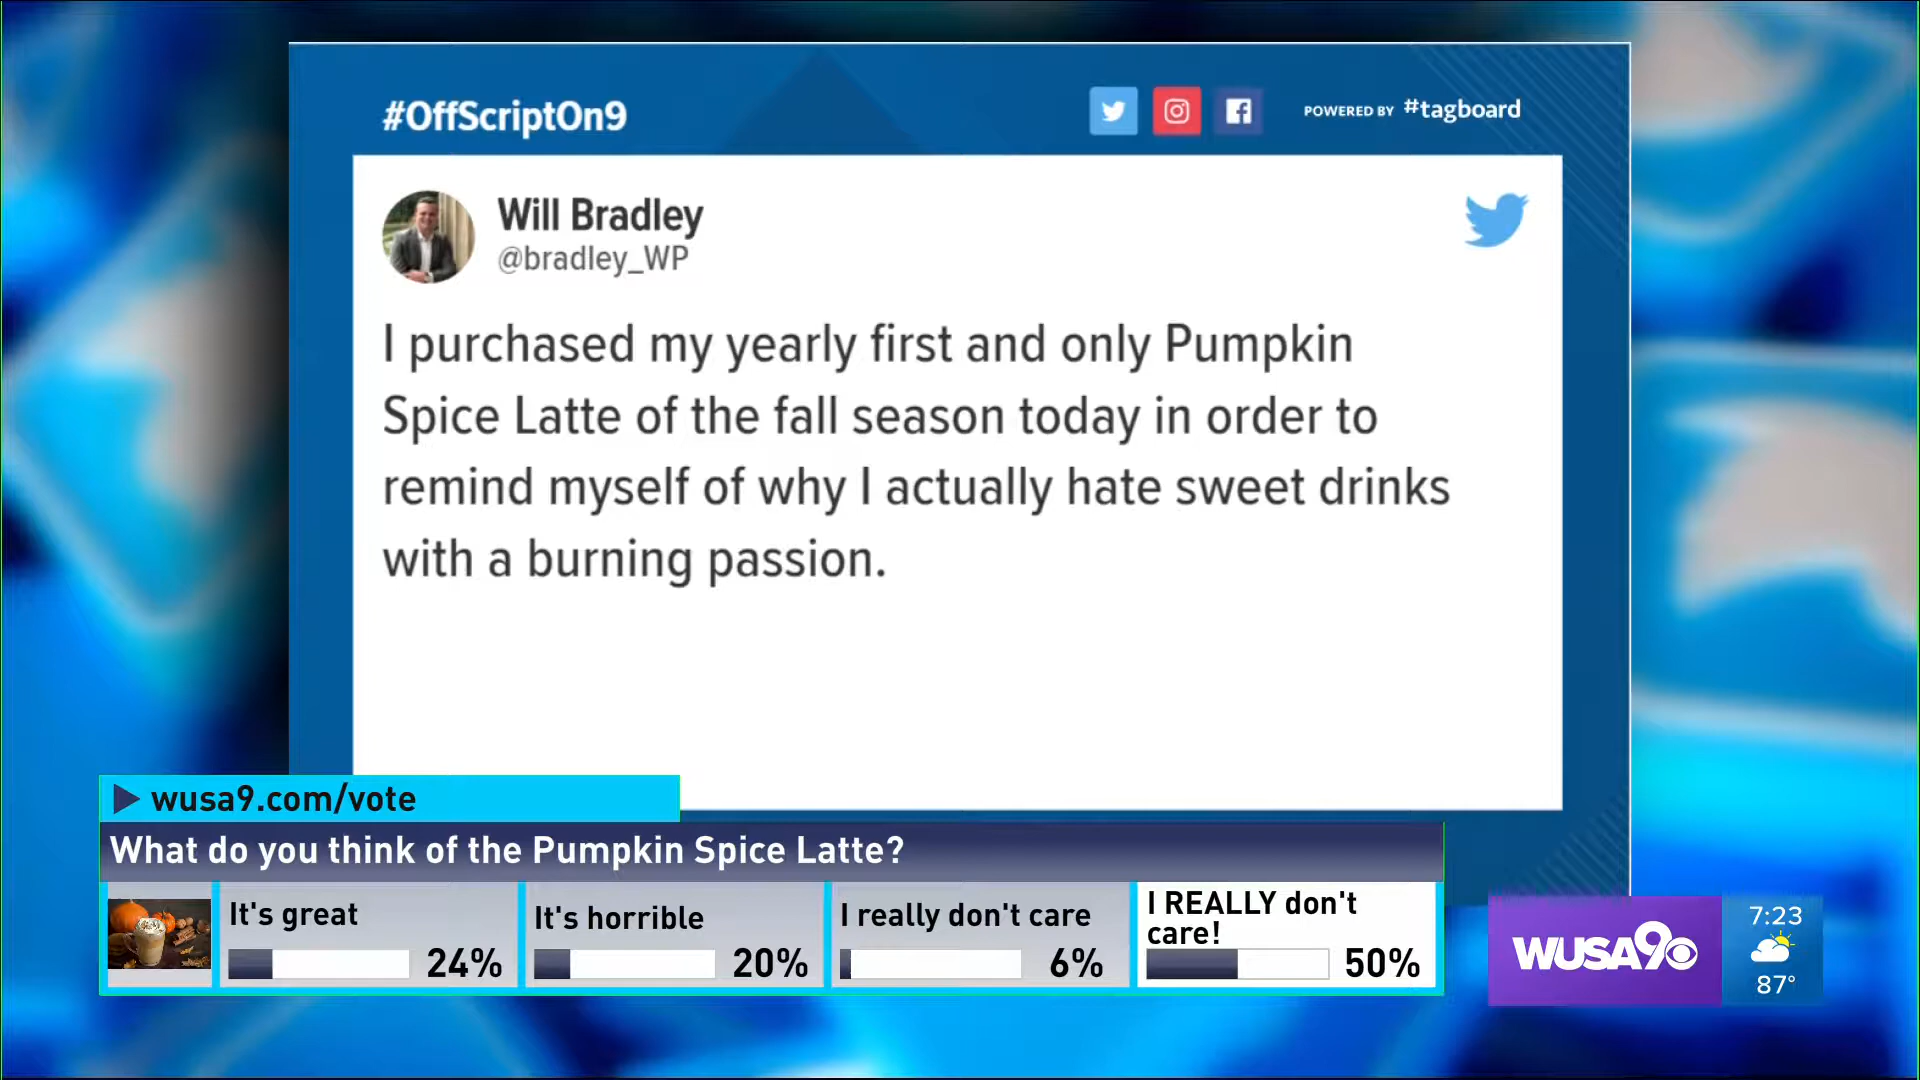 #OffScriptOn9
POWERED BY #tagboard
Will Bradley
@bradley_WP
I purchased my yearly first and only Pumpkin
Spice Latte of the fall season today in order to
remind myself of why I actually hate sweet drinks
with a burning passion.
wusa9.com/vote
What do you think of the Pumpkin Spice Latte?
It's great
24%
It's horrible
20%
I really don't care
6%
I REALLY don't
care!
50%
WUSA9
7:23
87°